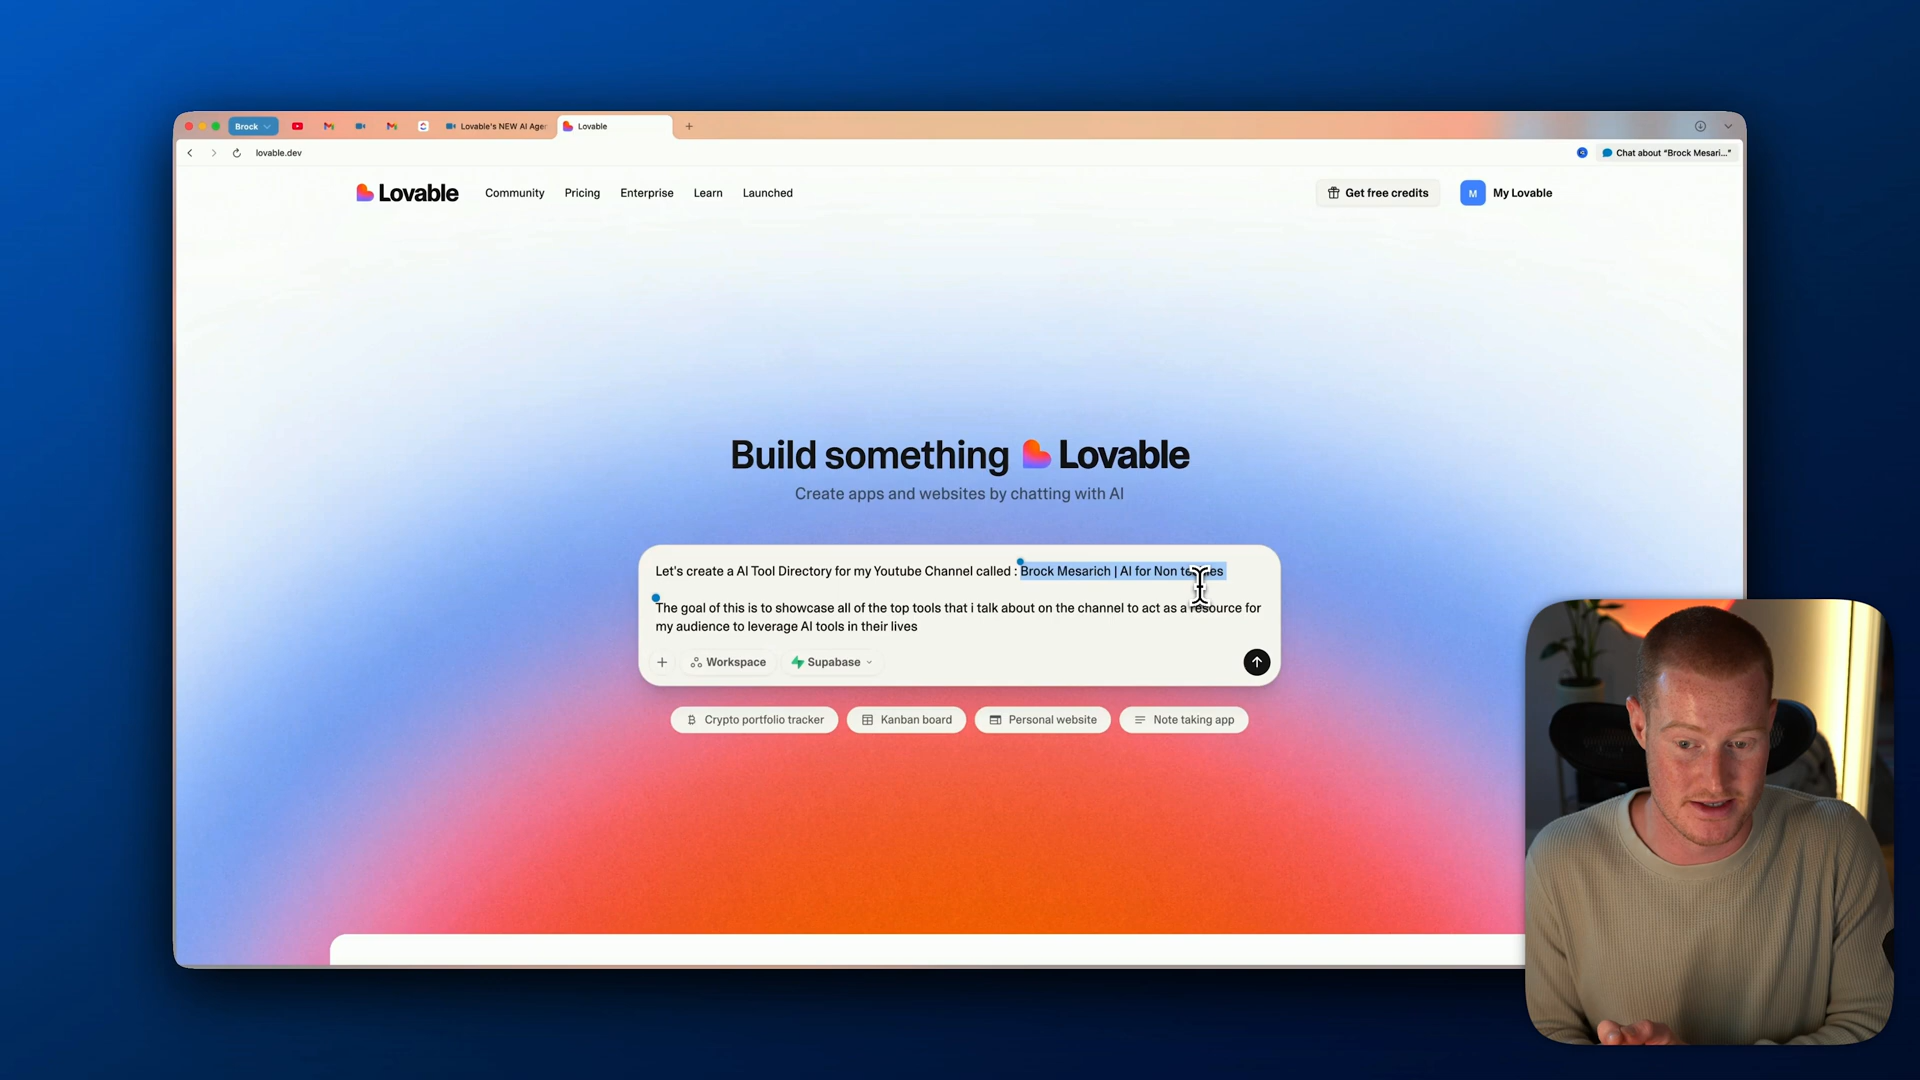 Brock
Lovable's NEW AI Age
Lovable
lovable.dev
Chat about “Brock Mesari...”
Lovable
Community
Pricing
Enterprise
Learn
Launched
Get free credits
M
My Lovable
Build something Lovable
Create apps and websites by chatting with AI
Let's create a AI Tool Directory for my Youtube Channel called : Brock Mesarich | AI for Non
The goal of this is to showcase all of the top tools that i talk about on the channel to act as a resource for
my audience to leverage AI tools in their lives
Workspace
Supabase
Crypto portfolio tracker
Kanban board
Personal website
Note taking app